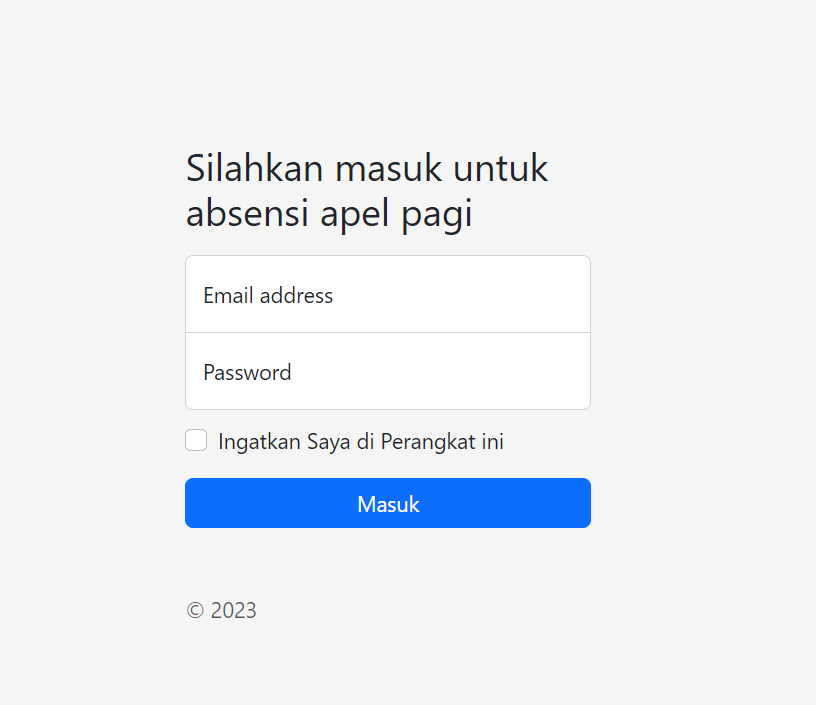 Silahkan masuk untuk
absensi apel pagi
Email address
Password
Ingatkan Saya di Perangkat ini
Masuk
© 2023